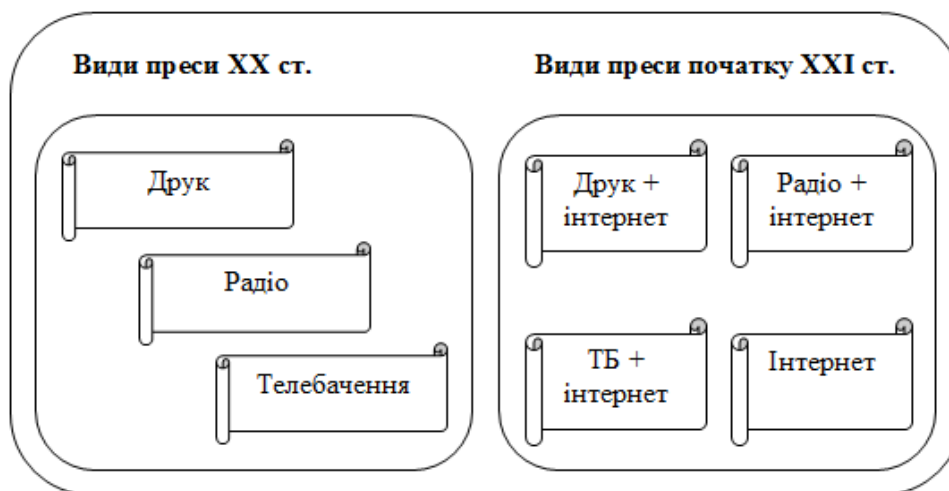 Види преси ХХ ст.
Друк
Радіо
Телебачення
Види преси початку ХХІ ст.
Друк +
інтернет
Радіо +
інтернет
ТБ +
інтернет
Інтернет